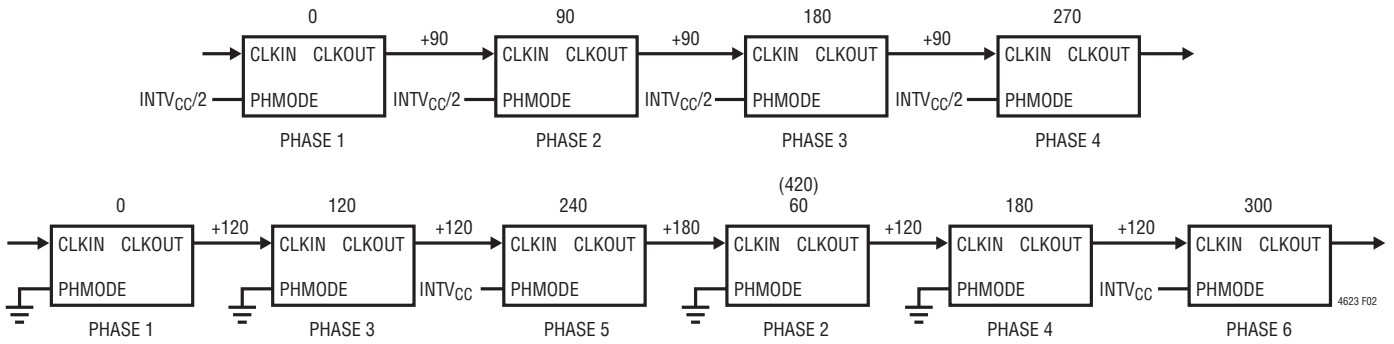 0 90 180 270
CLKIN CLKOUT +90 CLKIN CLKOUT +90 CLKIN CLKOUT +90 CLKIN CLKOUT
INTVCC/2 PHMODE INTVCC/2 PHMODE INTVCC/2 PHMODE INTVCC/2 PHMODE
PHASE 1 PHASE 2 PHASE 3 PHASE 4
(420)
0 120 240 60 180 300
CLKIN CLKOUT +120 CLKIN CLKOUT +120 CLKIN CLKOUT +180 CLKIN CLKOUT +120 CLKIN CLKOUT +120 CLKIN CLKOUT
PHMODE PHMODE INTVCC PHMODE PHMODE PHMODE INTVCC PHMODE
4623 F02
PHASE 1 PHASE 3 PHASE 5 PHASE 2 PHASE 4 PHASE 6